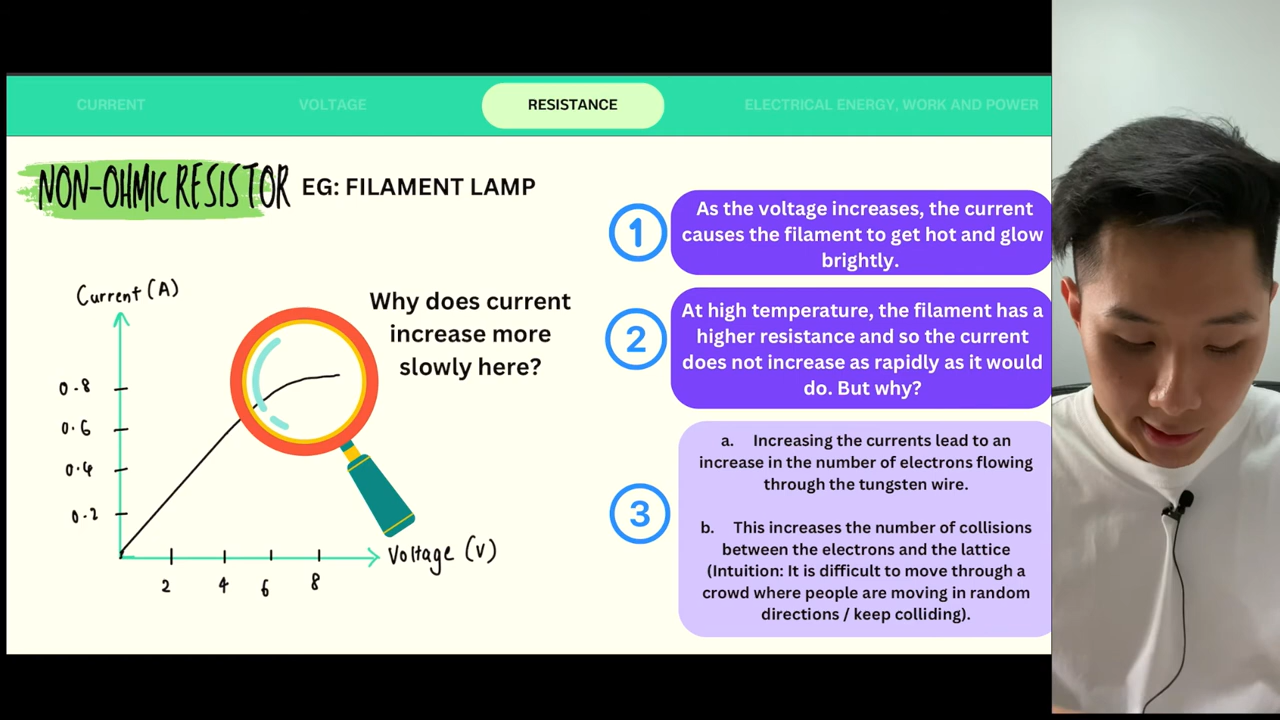 CURRENT
VOLTAGE
RESISTANCE
ELECTRICAL ENERGY, WORK AND POWER
NON-OHMIC RESISTOR EG: FILAMENT LAMP
Current (A)
0.8
0.6
0.4
0.2
2
4
6
8
Voltage (V)
Why does current
increase more
slowly here?
1
As the voltage increases, the current
causes the filament to get hot and glow
brightly.
2
At high temperature, the filament has a
higher resistance and so the current
does not increase as rapidly as it would
do. But why?
3
a. Increasing the currents lead to an
increase in the number of electrons flowing
through the tungsten wire.
b. This increases the number of collisions
between the electrons and the lattice
(Intuition: It is difficult to move through a
crowd where people are moving in random
directions / keep colliding).